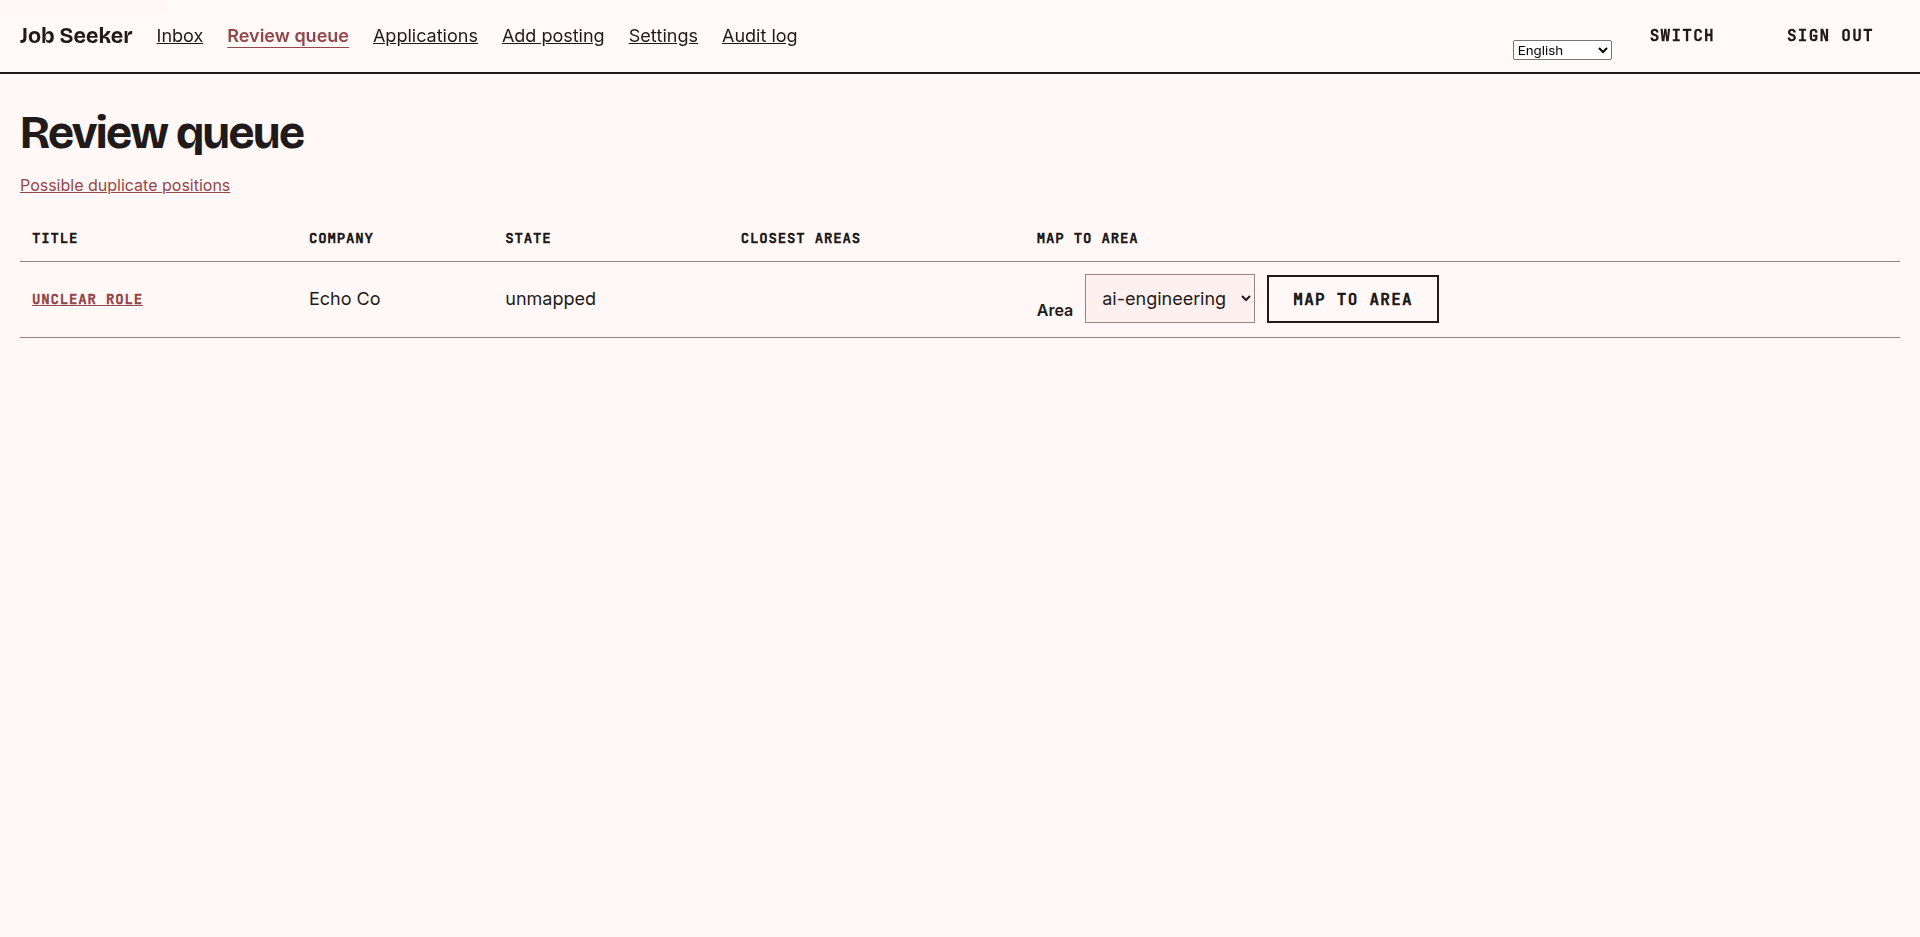 Job Seeker Inbox Review queue Applications Add posting Settings Audit log English SWITCH SIGN OUT
Review queue
Possible duplicate positions
TITLE COMPANY STATE CLOSEST AREAS MAP TO AREA
UNCLEAR ROLE Echo Co unmapped Area ai-engineering MAP TO AREA